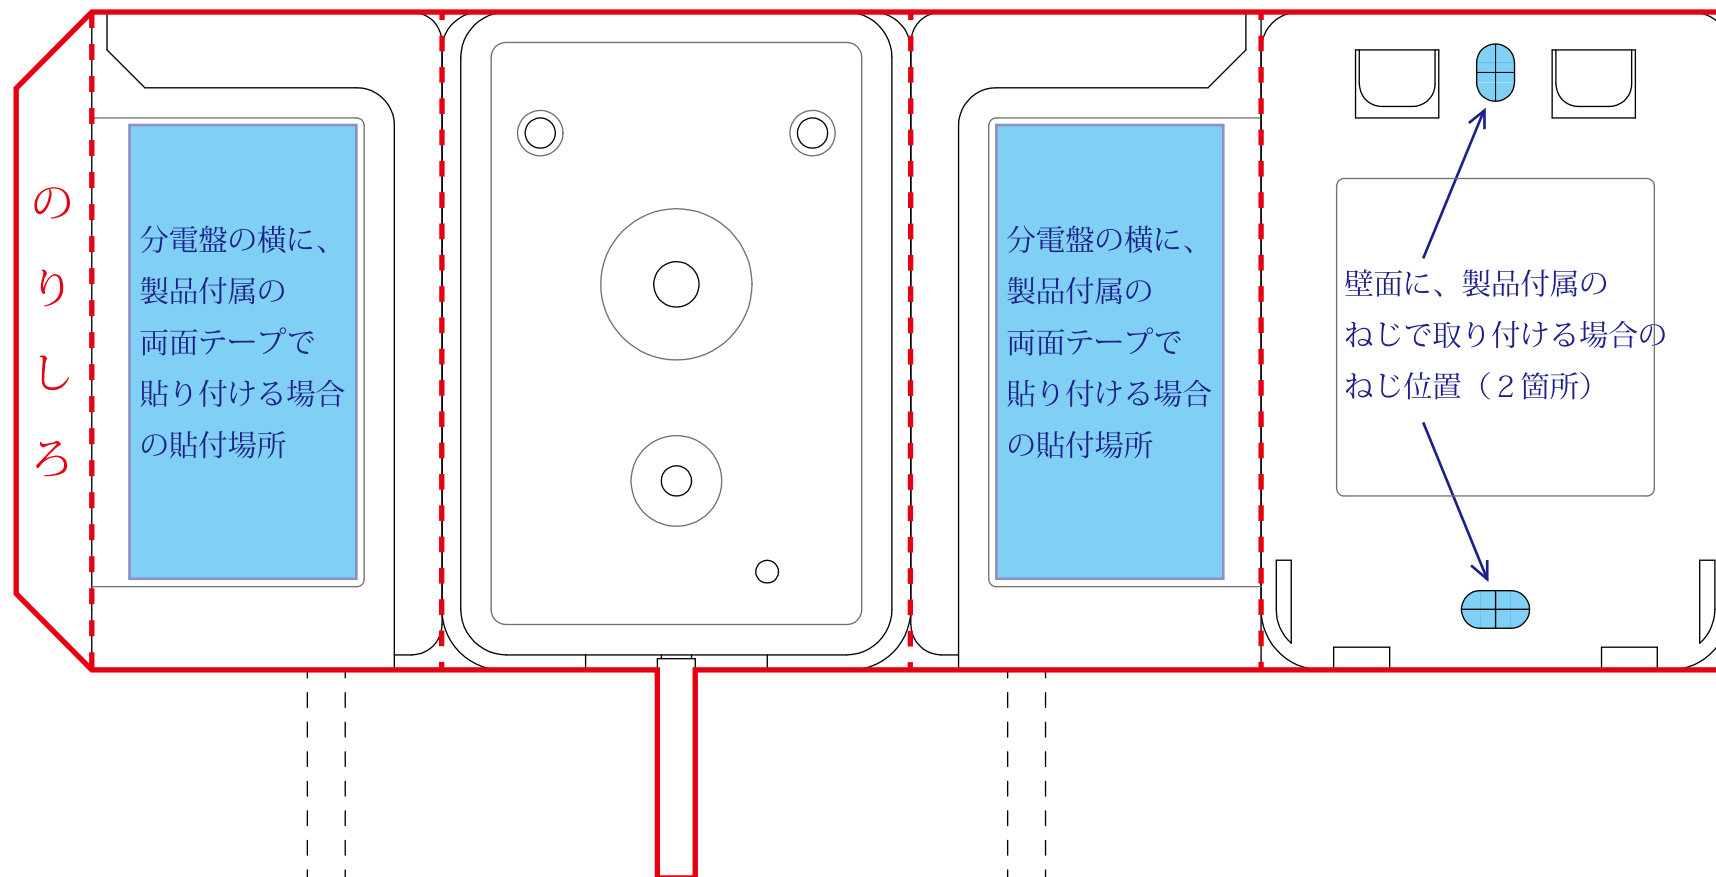 のりしろ
分電盤の横に、
製品付属の
両面テープで
貼り付ける場合
の貼付場所
分電盤の横に、
製品付属の
両面テープで
貼り付ける場合
の貼付場所
壁面に、製品付属の
ねじで取り付ける場合の
ねじ位置（２箇所）